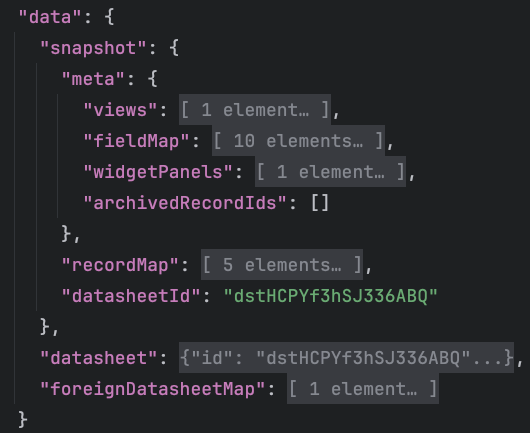 "data": {
"snapshot": {
"meta": {
"views": [ 1 element… ],
"fieldMap": [ 10 elements… ],
"widgetPanels": [ 1 element… ],
"archivedRecordIds": []
},
"recordMap": [ 5 elements… ],
"datasheetId": "dstHCPYf3hSJ336ABQ"
},
"datasheet": {"id": "dstHCPYf3hSJ336ABQ"...},
"foreignDatasheetMap": [ 1 element… ]
}